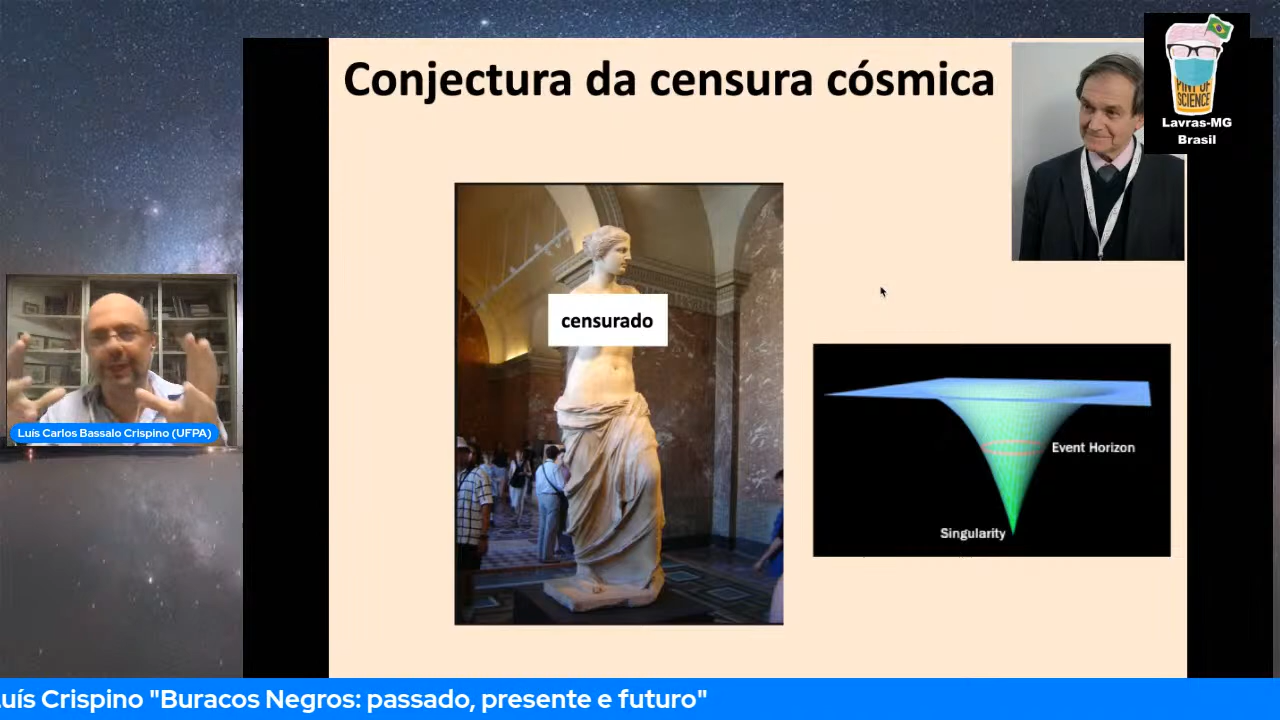 Conjectura da censura cósmica
PINT OF
SCIENCE
Lavras-MG
Brasil
censurado
Event Horizon
Singularity
Luís Carlos Bassalo Crispino (UFPA)
uís Crispino "Buracos Negros: passado, presente e futuro"